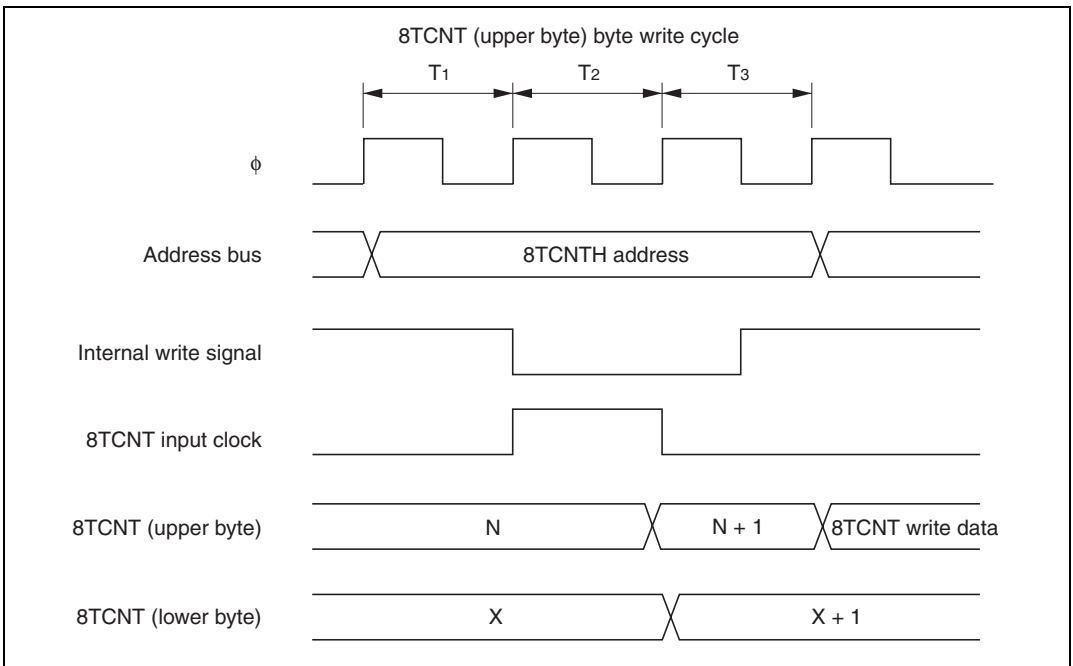 8TCNT (upper byte) byte write cycle
T1 T2 T3
ϕ
Address bus 8TCNTH address
Internal write signal
8TCNT input clock
8TCNT (upper byte) N N + 1 8TCNT write data
8TCNT (lower byte) X X + 1